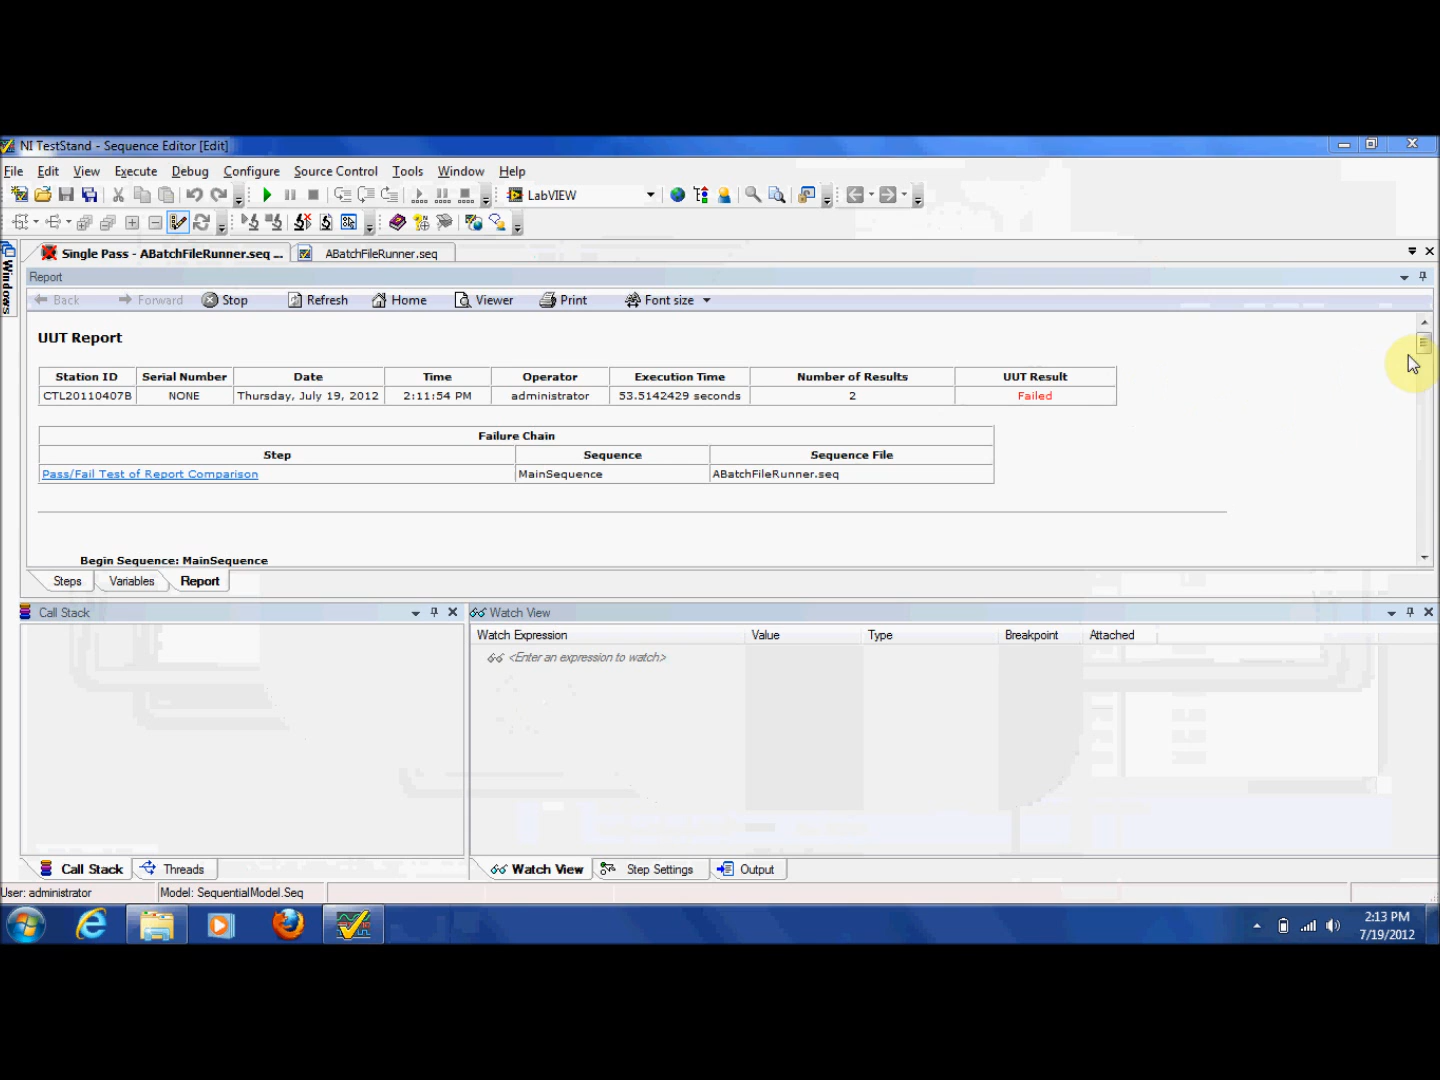 NI TestStand - Sequence Editor [Edit]
File Edit View Execute Debug Configure Source Control Tools Window Help
LabVIEW
Windows
Single Pass - ABatchFileRunner.seq ... ABatchFileRunner.seq
Report
Back Forward Stop Refresh Home Viewer Print Font size
UUT Report
Station ID Serial Number Date Time Operator Execution Time Number of Results UUT Result
CTL20110407B NONE Thursday, July 19, 2012 2:11:54 PM administrator 53.5142429 seconds 2 Failed
Failure Chain
Step Sequence Sequence File
Pass/Fail Test of Report Comparison MainSequence ABatchFileRunner.seq
Begin Sequence: MainSequence
Steps Variables Report
Call Stack Watch View
Watch Expression Value Type Breakpoint Attached
<Enter an expression to watch>
Call Stack Threads Watch View Step Settings Output
User: administrator Model: SequentialModel.Seq
2:13 PM
7/19/2012